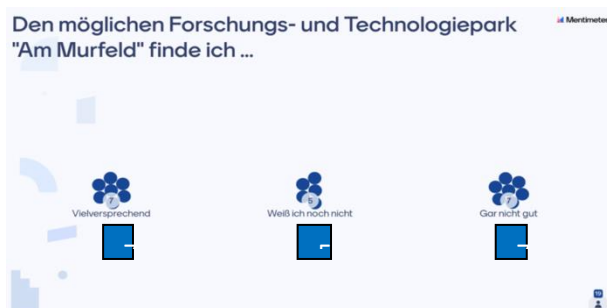 Den möglichen Forschungs- und Technologiepark
"Am Murfeld" finde ich ...
Mentimeter
7
5
7
Vielversprechend
Weiß ich noch nicht
Gar nicht gut
19